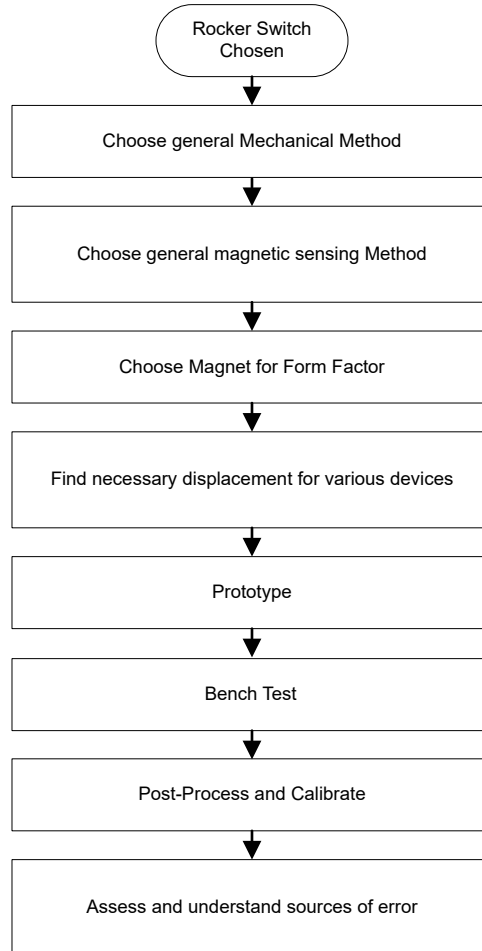 Rocker Switch
Chosen
Choose general Mechanical Method
Choose general magnetic sensing Method
Choose Magnet for Form Factor
Find necessary displacement for various devices
Prototype
Bench Test
Post-Process and Calibrate
Assess and understand sources of error